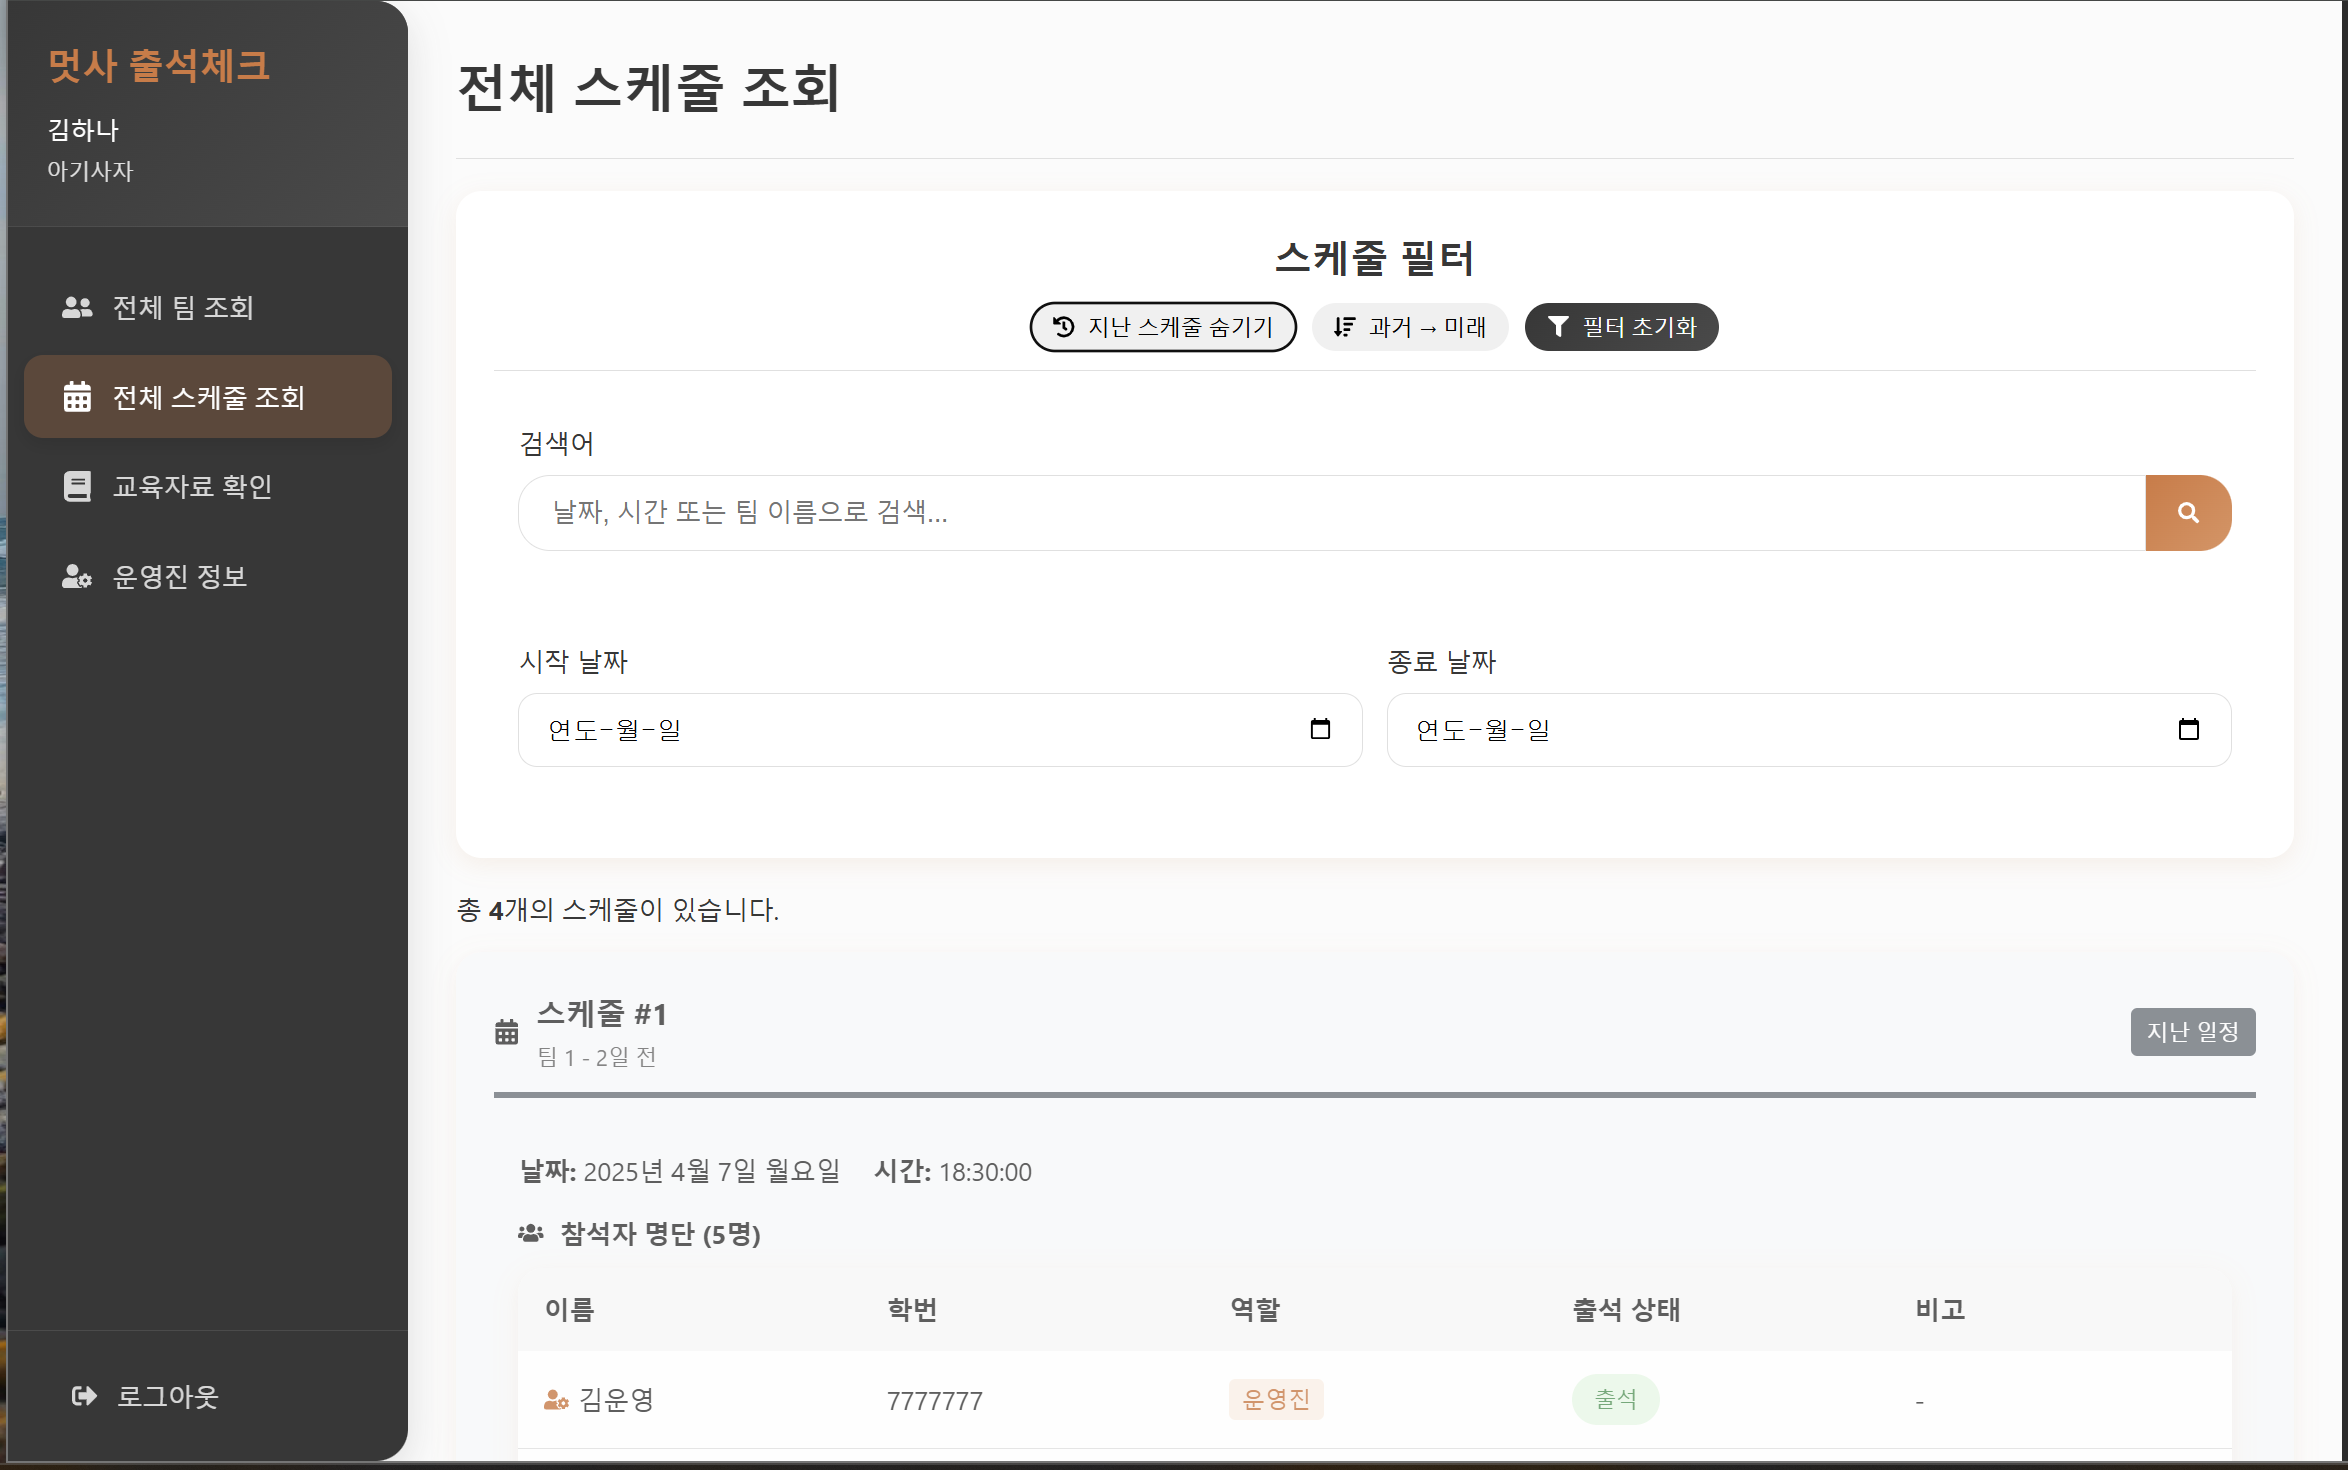 멋사 출석체크
김하나
아기사자
전체 팀 조회
전체 스케줄 조회
교육자료 확인
운영진 정보
로그아웃
전체 스케줄 조회
스케줄 필터
지난 스케줄 숨기기
과거 → 미래
필터 초기화
검색어
날짜, 시간 또는 팀 이름으로 검색...
시작 날짜
종료 날짜
연도-월-일
연도-월-일
총 4개의 스케줄이 있습니다.
스케줄 #1
팀 1 - 2일 전
지난 일정
날짜: 2025년 4월 7일 월요일 시간: 18:30:00
참석자 명단 (5명)
이름 학번 역할 출석 상태 비고
김운영 7777777 운영진 출석 -